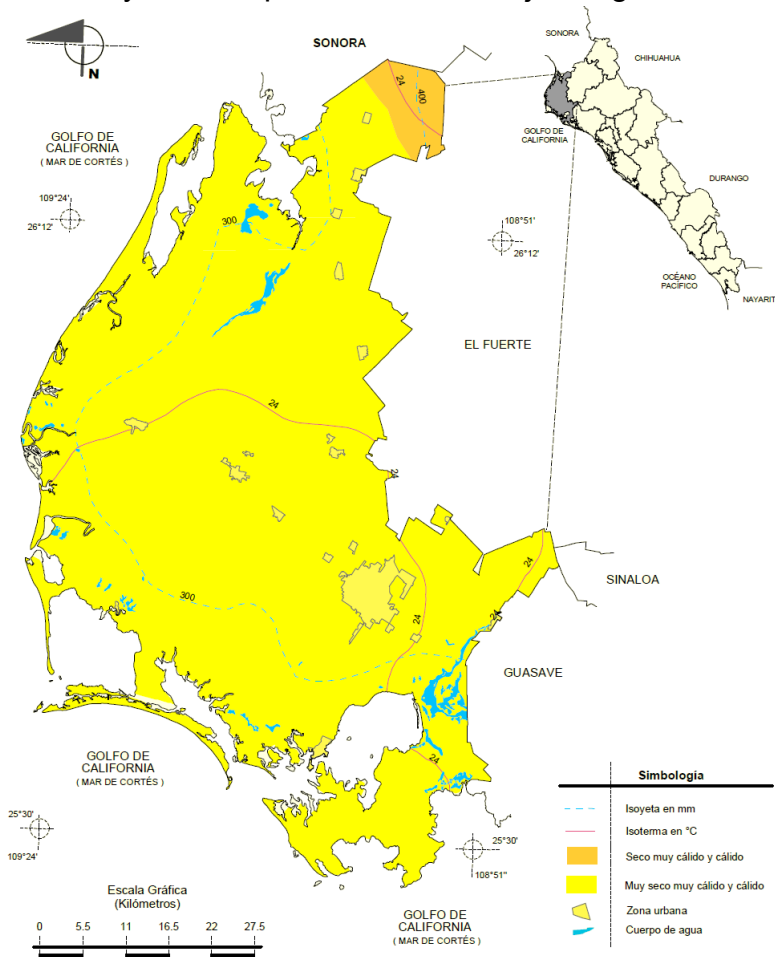 N
SONORA
SONORA
CHIHUAHUA
GOLFO DE
CALIFORNIA
DURANGO
OCÉANO
PACÍFICO
NAYARIT
GOLFO DE
CALIFORNIA
( MAR DE CORTÉS )
109°24'
26°12'
108°51'
26°12'
24
400
300
EL FUERTE
24
24
24
SINALOA
24
300
24
GUASAVE
24
GOLFO DE
CALIFORNIA
( MAR DE CORTÉS )
25°30'
109°24'
25°30'
108°51"
GOLFO DE
CALIFORNIA
( MAR DE CORTÉS )
Escala Gráfica
(Kilómetros)
0 5.5 11 16.5 22 27.5
Simbología
Isoyeta en mm
Isoterma en °C
Seco muy cálido y cálido
Muy seco muy cálido y cálido
Zona urbana
Cuerpo de agua